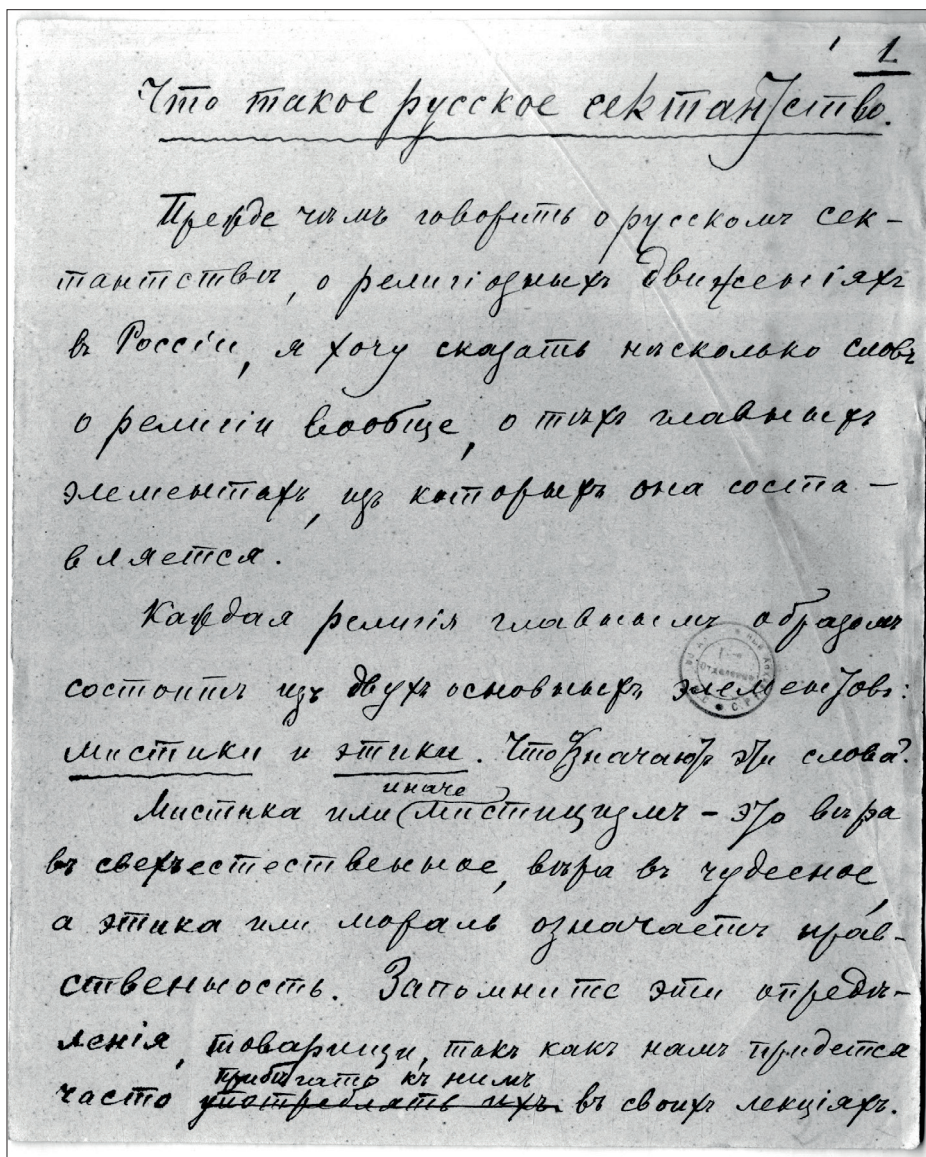 1
Что такое русское сектантство.
Прежде чѣмъ говорить о русскомъ сек-
тантствѣ, о религіозныхъ движеніяхъ
въ Россіи, я хочу сказать нѣсколько словъ
о религіи вообще, о тѣхъ главныхъ
элементахъ, изъ которыхъ она соста-
вляется.
Каждая религія главнымъ образомъ
состоитъ изъ двухъ основныхъ элементовъ:
мистики и этики. Что значатъ эти слова?
иначе
Мистика или мистицизмъ - это вѣра
въ сверхъестественное, вѣра въ чудесное,
а этика или мораль означаетъ нрав-
ственность. Запомните эти опредѣ-
ленія, товарищи, такъ какъ намъ придется
прибѣгать къ нимъ
часто употреблять ихъ въ своихъ лекціяхъ.